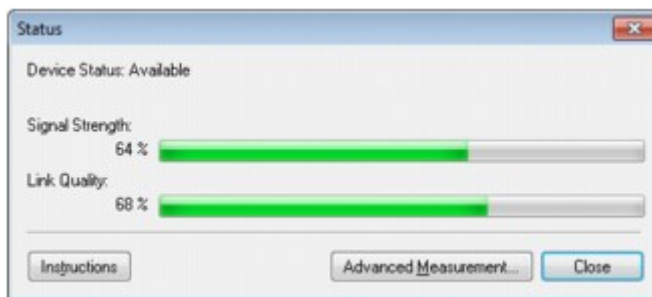 Status
Device Status: Available
Signal Strength:
64 %
Link Quality:
68 %
Instructions
Advanced Measurement...
Close